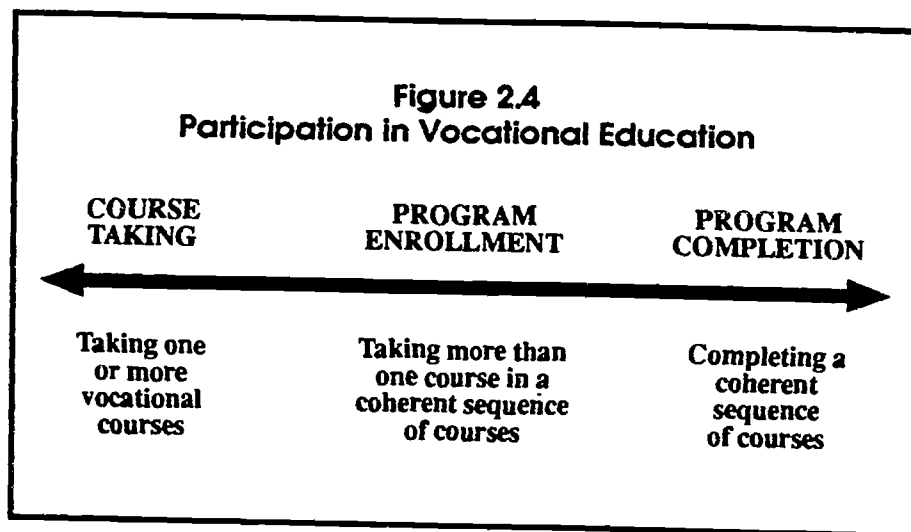 Figure 2.4
Participation in Vocational Education
COURSE
TAKING
PROGRAM
ENROLLMENT
PROGRAM
COMPLETION
Taking one
or more
vocational
courses
Taking more than
one course in a
coherent sequence
of courses
Completing a
coherent
sequence
of courses